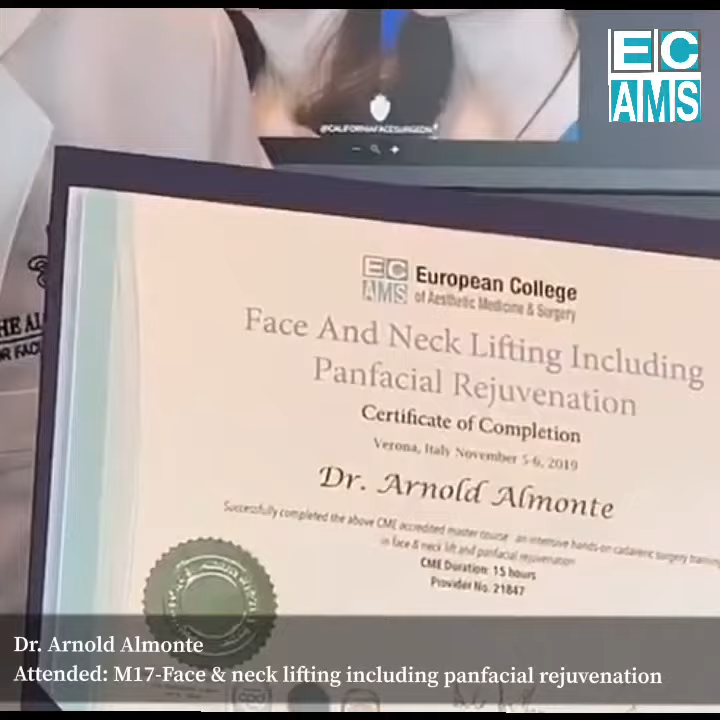 EC
AMS
@CALIFORNIAFACESURGEON
EC
AMS
European College
of Aesthetic Medicine & Surgery
Face And Neck Lifting Including
Panfacial Rejuvenation
Certificate of Completion
Verona, Italy November 5-6, 2019
Dr. Arnold Almonte
Successfully completed the above CME accredited master course - an intensive hands-on cadaveric surgery training
in face & neck lift and panfacial rejuvenation
CME Duration: 15 hours
Provider No. 21847
Dr. Arnold Almonte
Attended: M17-Face & neck lifting including panfacial rejuvenation